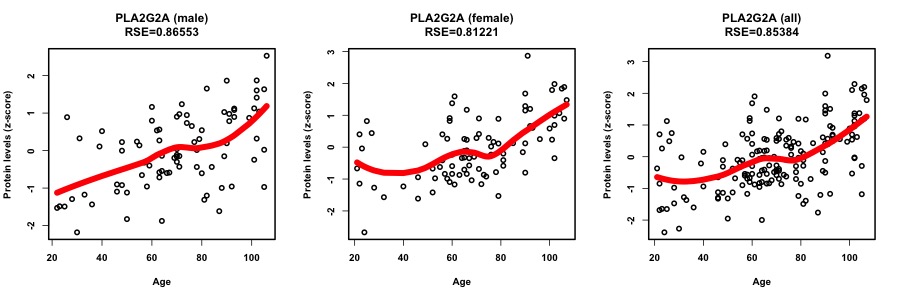 PLA2G2A (male)
RSE=0.86553
Protein levels (z-score)
2
1
0
-1
-2
20 40 60 80 100
Age
PLA2G2A (female)
RSE=0.81221
Protein levels (z-score)
3
2
1
0
-1
-2
20 40 60 80 100
Age
PLA2G2A (all)
RSE=0.85384
Protein levels (z-score)
3
2
1
0
-1
-2
20 40 60 80 100
Age